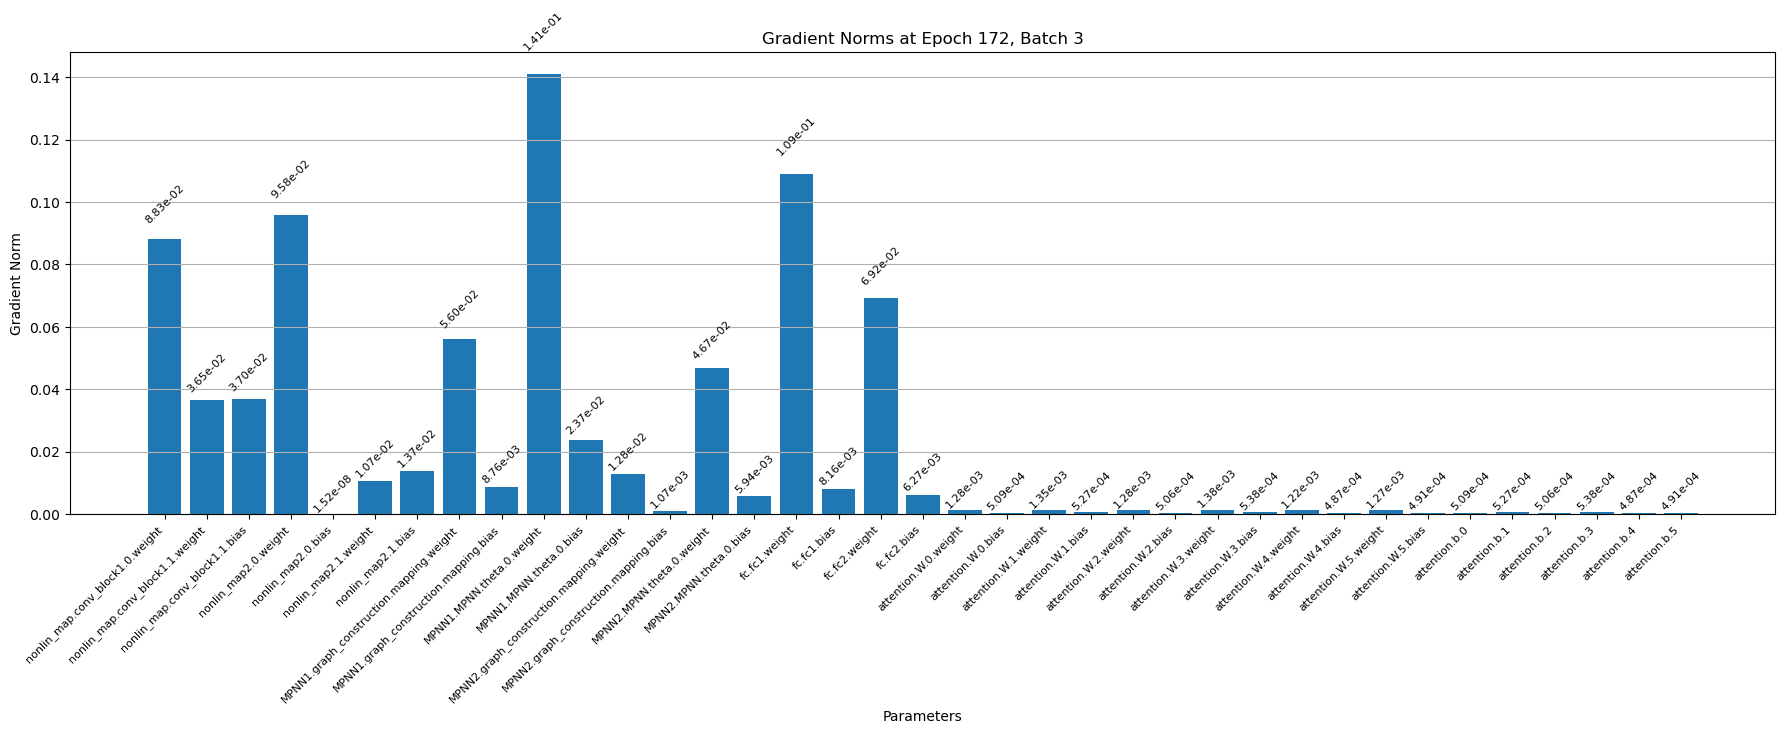 Gradient Norms at Epoch 172, Batch 3
Gradient Norm
0.14
0.12
0.10
0.08
0.06
0.04
0.02
0.00
8.83e-02
3.65e-02
3.70e-02
9.58e-02
1.52e-08
1.07e-02
1.37e-02
5.60e-02
8.76e-03
1.41e-01
2.37e-02
1.28e-02
1.07e-03
4.67e-02
5.94e-03
1.09e-01
8.16e-03
6.92e-02
6.27e-03
1.28e-03
5.09e-04
1.35e-03
5.27e-04
1.28e-03
5.06e-04
1.38e-03
5.38e-04
1.22e-03
4.87e-04
1.27e-03
4.91e-04
5.09e-04
5.27e-04
5.06e-04
5.38e-04
4.87e-04
4.91e-04
nonlin_map.conv_block1.0.weight
nonlin_map.conv_block1.1.weight
nonlin_map.conv_block1.1.bias
nonlin_map2.0.weight
nonlin_map2.0.bias
nonlin_map2.1.weight
nonlin_map2.1.bias
MPNN1.graph_construction.mapping.weight
MPNN1.graph_construction.mapping.bias
MPNN1.MPNN.theta.0.weight
MPNN1.MPNN.theta.0.bias
MPNN2.graph_construction.mapping.weight
MPNN2.graph_construction.mapping.bias
MPNN2.MPNN.theta.0.weight
MPNN2.MPNN.theta.0.bias
fc.fc1.weight
fc.fc1.bias
fc.fc2.weight
fc.fc2.bias
attention.W.0.weight
attention.W.0.bias
attention.W.1.weight
attention.W.1.bias
attention.W.2.weight
attention.W.2.bias
attention.W.3.weight
attention.W.3.bias
attention.W.4.weight
attention.W.4.bias
attention.W.5.weight
attention.W.5.bias
attention.b.0
attention.b.1
attention.b.2
attention.b.3
attention.b.4
attention.b.5
Parameters